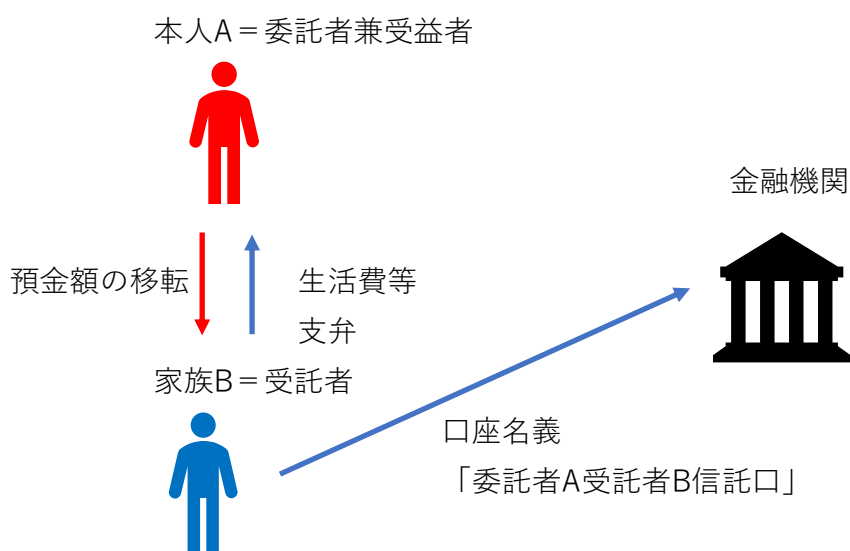 本人A＝委託者兼受益者
金融機関
預金額の移転
生活費等
支弁
家族B＝受託者
口座名義
「委託者A受託者B信託口」